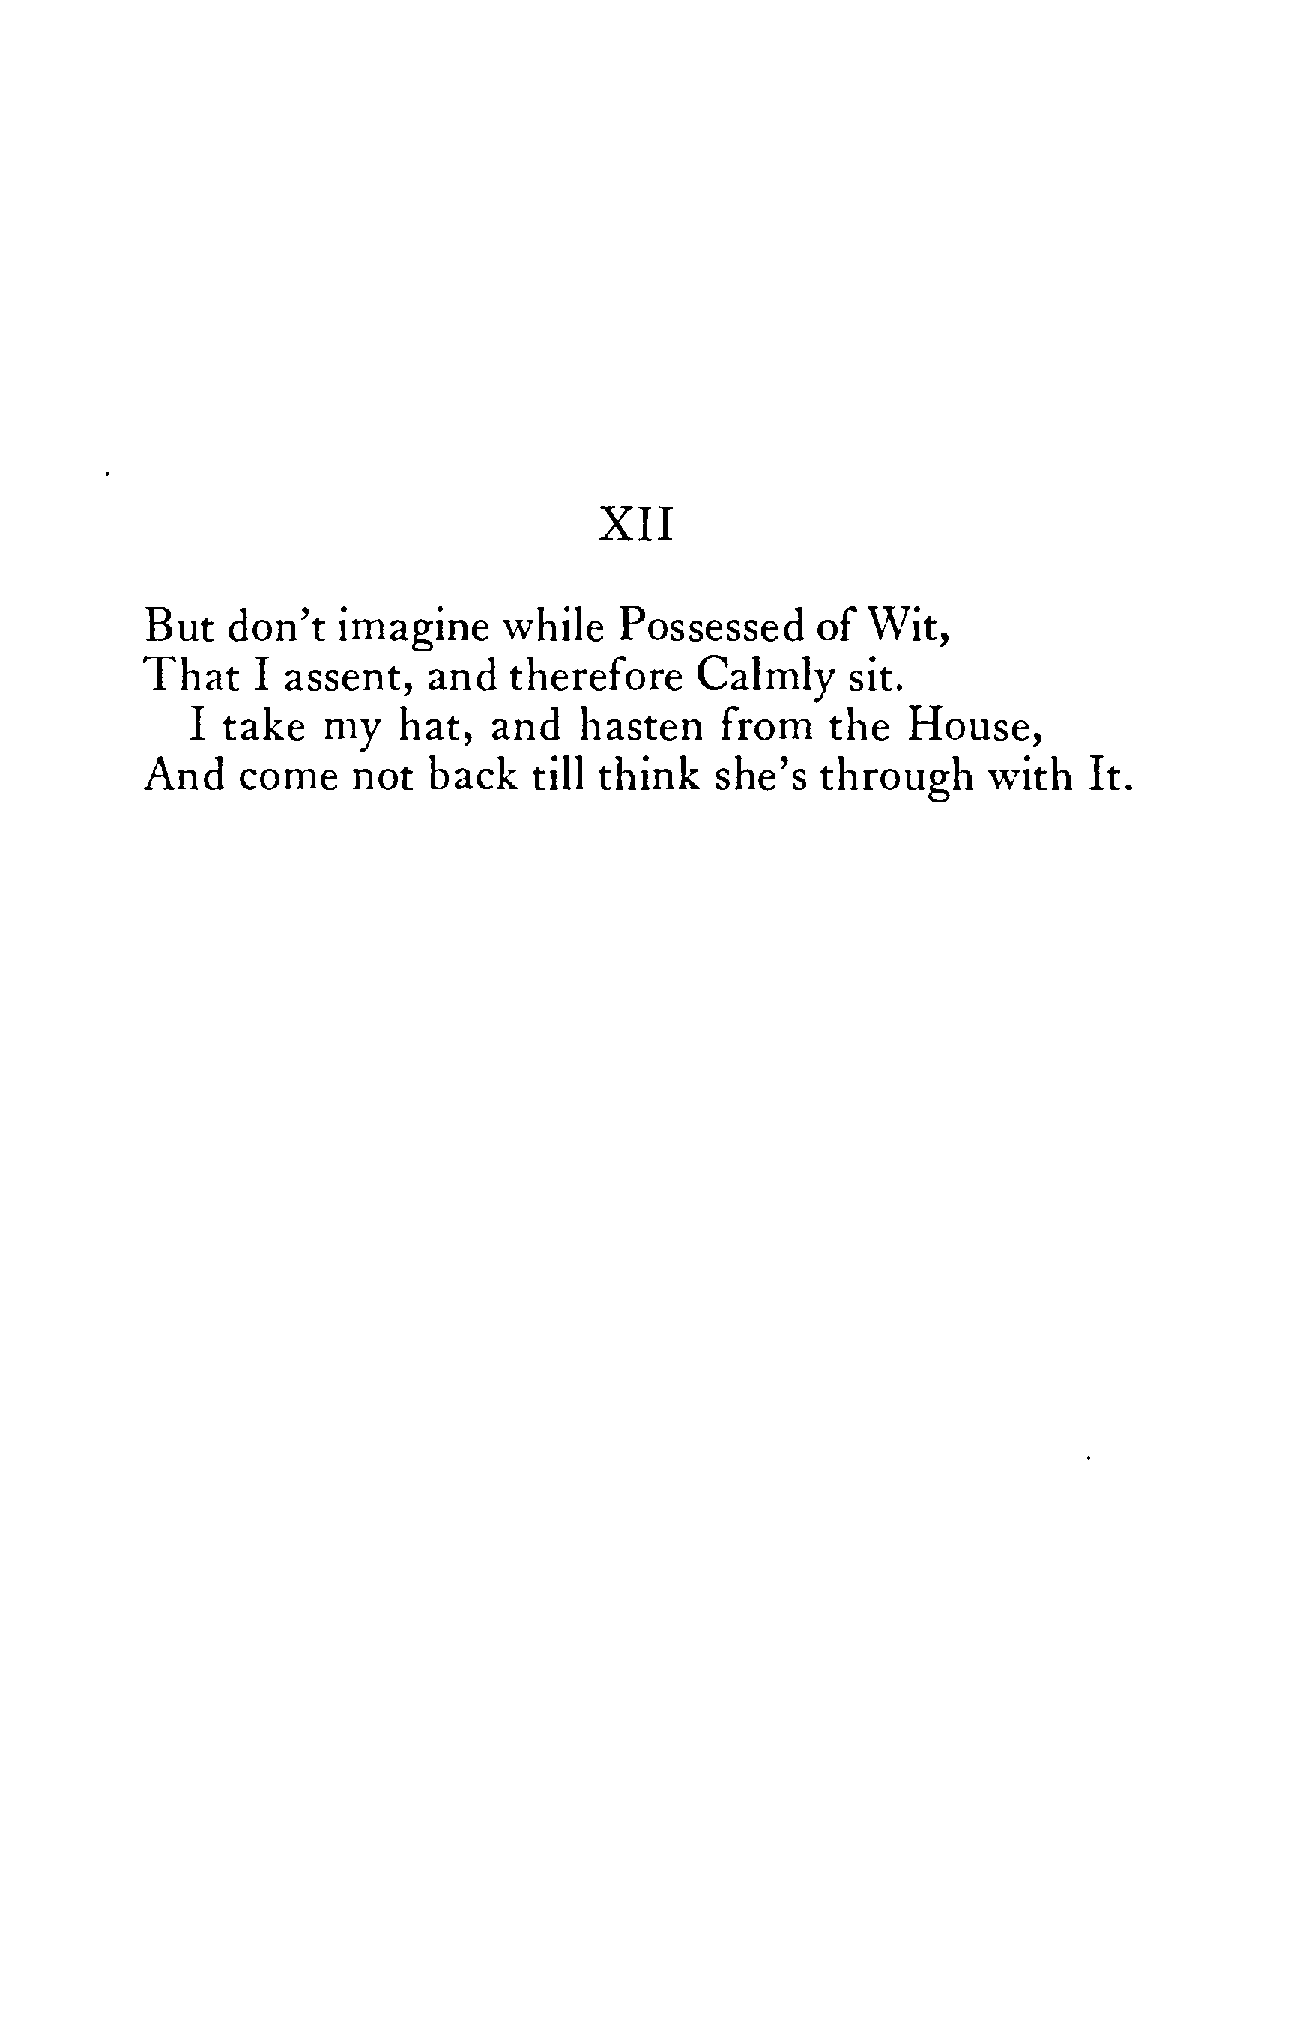 XII
But don't imagine while Possessed of Wit,
That I assent, and therefore Calmly sit.
I take my hat, and hasten from the House,
And come not back till think she's through with It.